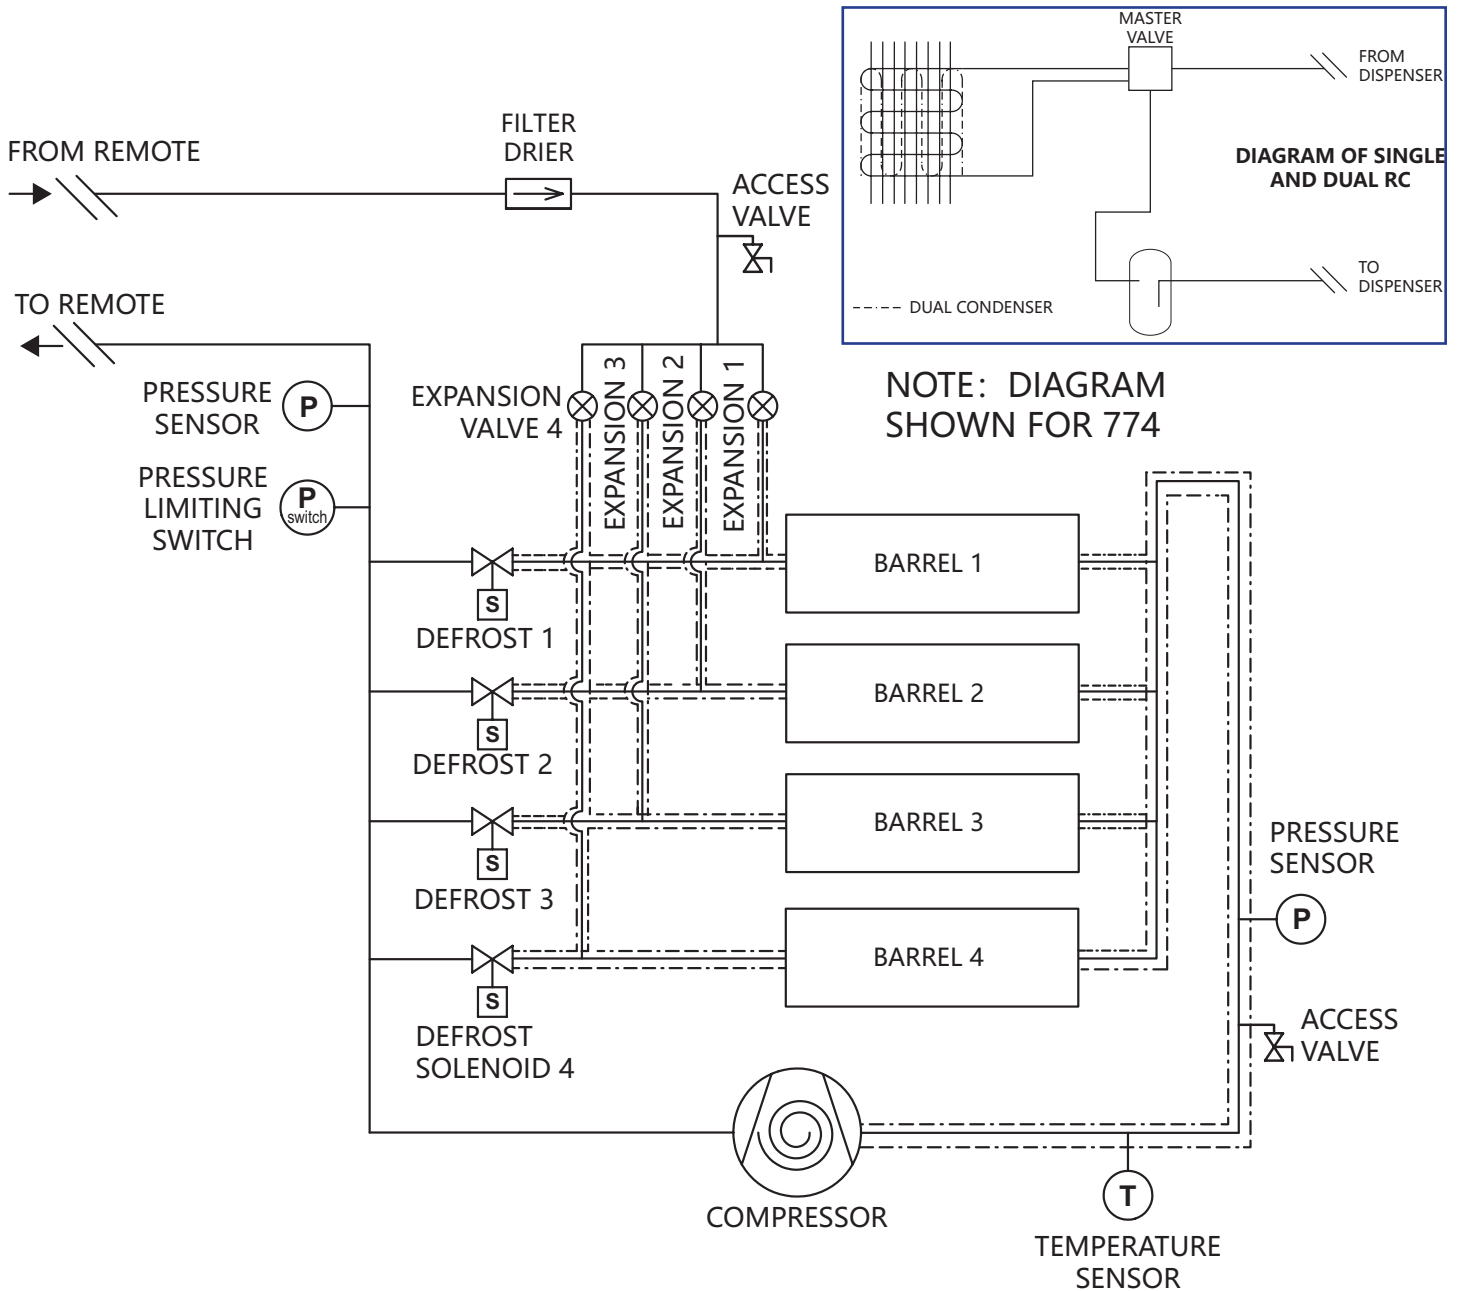 MASTER
VALVE
FROM
DISPENSER
DIAGRAM OF SINGLE
AND DUAL RC
TO
DISPENSER
DUAL CONDENSER
FILTER
DRIER
FROM REMOTE
ACCESS
VALVE
TO REMOTE
NOTE: DIAGRAM
SHOWN FOR 774
PRESSURE
SENSOR
P
EXPANSION
VALVE 4
EXPANSION 3
EXPANSION 2
EXPANSION 1
PRESSURE
LIMITING
SWITCH
P
switch
BARREL 1
S
DEFROST 1
BARREL 2
S
DEFROST 2
BARREL 3
S
DEFROST 3
PRESSURE
SENSOR
P
BARREL 4
S
DEFROST
SOLENOID 4
ACCESS
VALVE
COMPRESSOR
T
TEMPERATURE
SENSOR